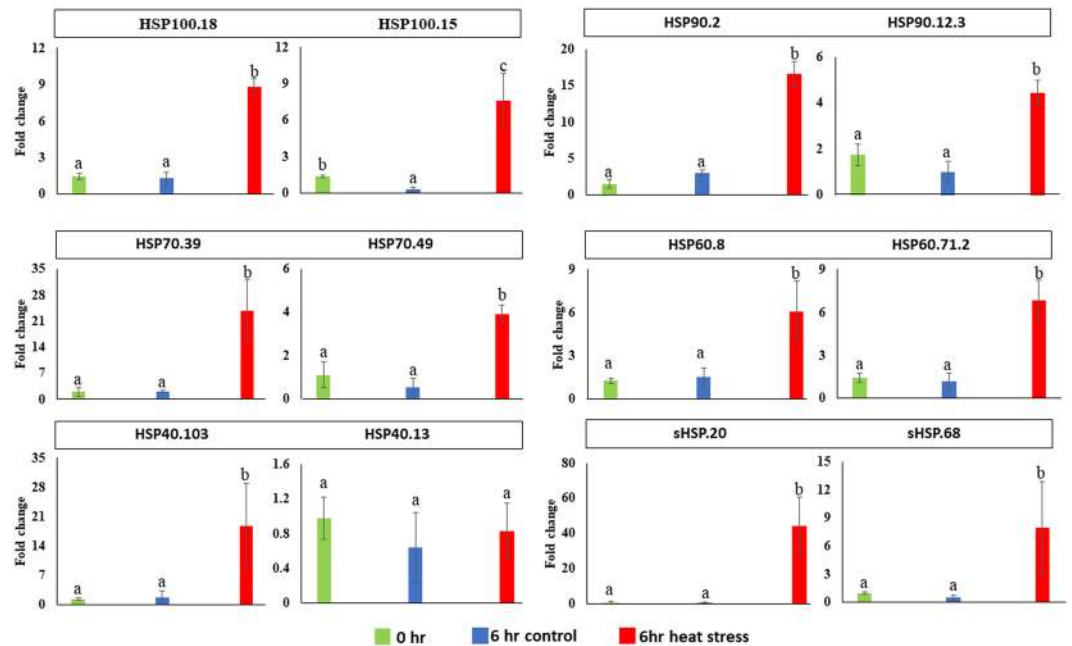 HSP100.18 HSP100.15 HSP90.2 HSP90.12.3
Fold change
12 9 6 3 0
a a b
12 9 6 3 0
b a c
20 15 10 5 0
a a b
6 4 2 0
a a b
HSP70.39 HSP70.49 HSP60.8 HSP60.71.2
Fold change
35 28 21 14 7 0
a a b
6 4 2 0
a a b
Fold change
9 6 3 0
a a b
9 6 3 0
a a b
HSP40.103 HSP40.13 sHSP.20 sHSP.68
Fold change
35 28 21 14 7 0
a a b
1.6 1.2 0.8 0.4 0
a a a
Fold change
80 60 40 20 0
a a b
15 12 9 6 3 0
a a b
0 hr 6 hr control 6hr heat stress